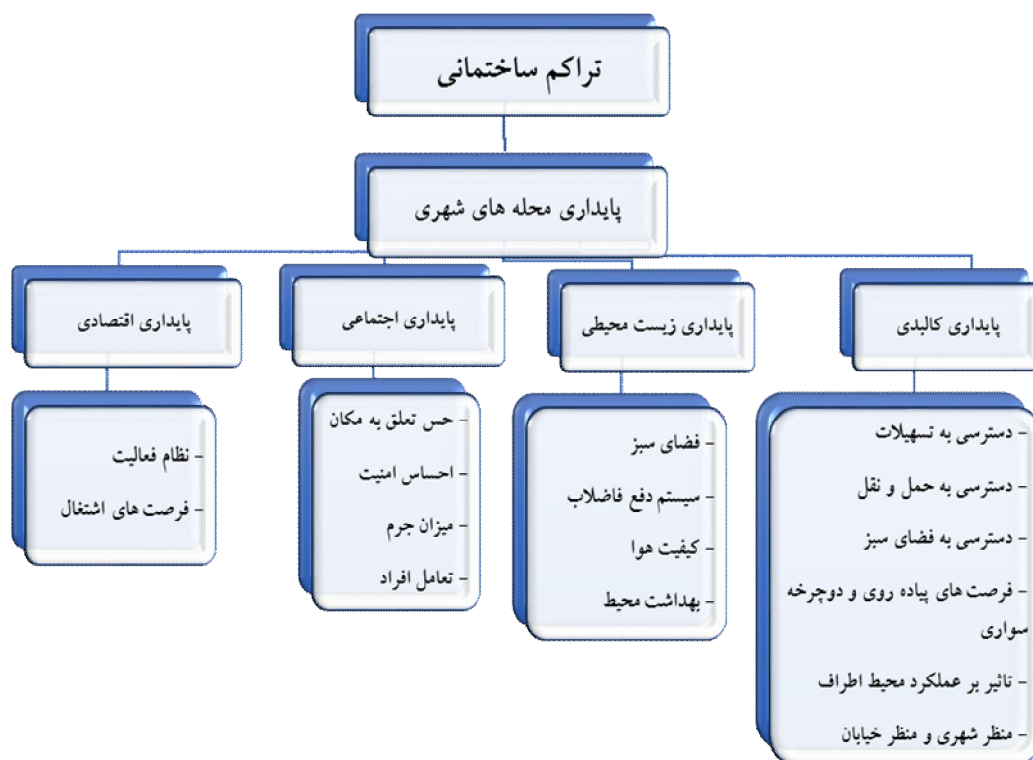 تراکم ساختمانی
پایداری محله های شهری
پایداری کالبدی
پایداری زیست محیطی
پایداری اجتماعی
پایداری اقتصادی
- دسترسی به تسهیلات
- دسترسی به حمل و نقل
- دسترسی به فضای سبز
- فرصت های پیاده روی و دوچرخه
سواری
- تاثیر بر عملکرد محیط اطراف
- منظر شهری و منظر خیابان
- فضای سبز
- سیستم دفع فاضلاب
- کیفیت هوا
- بهداشت محیط
- حس تعلق به مکان
- احساس امنیت
- میزان جرم
- تعامل افراد
- نظام فعالیت
- فرصت های اشتغال